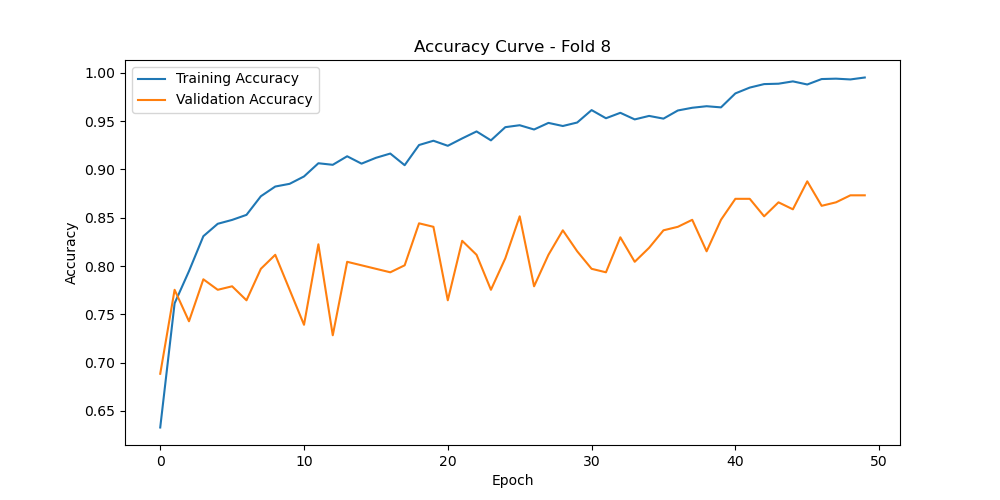 Accuracy Curve - Fold 8
Training Accuracy
Validation Accuracy
1.00
0.95
0.90
0.85
0.80
0.75
0.70
0.65
Accuracy
0 10 20 30 40 50
Epoch